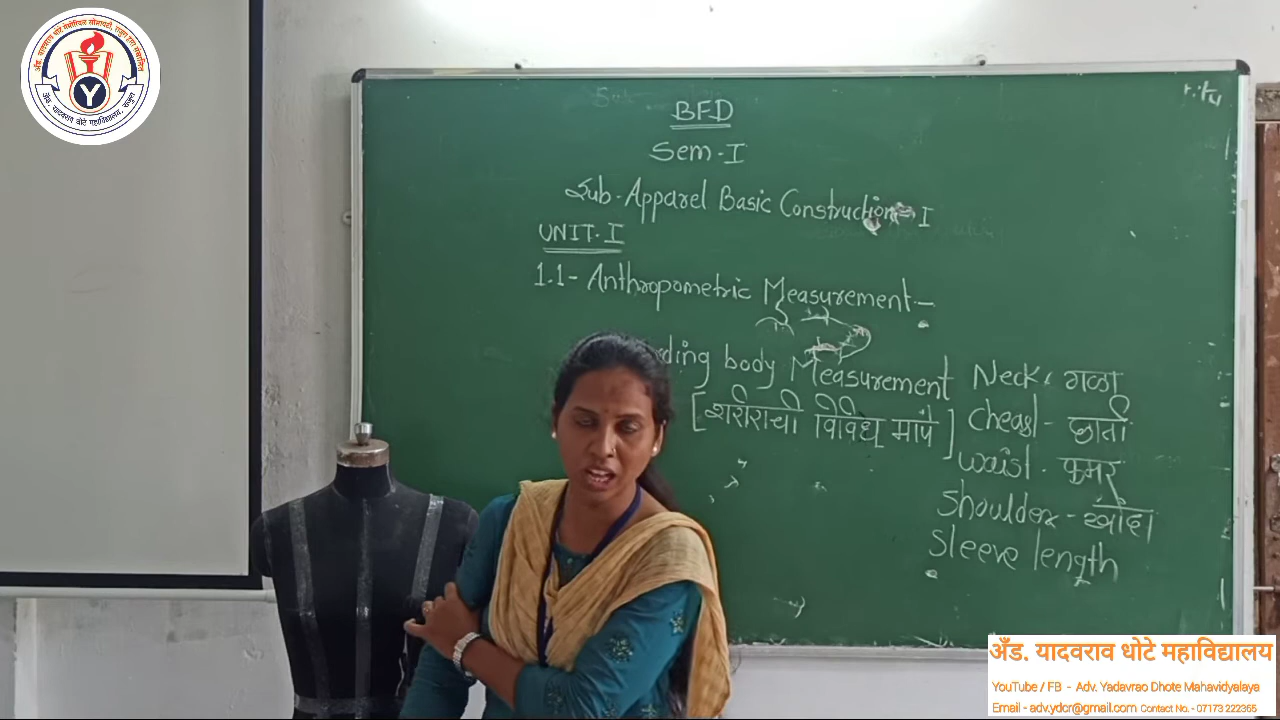 BFD
Sem-I
Sub-Apparel Basic Construction-I
UNIT-I
1.1-Anthropometric Measurement-
body Measurement
[शरीराची विविध मापे]
Neck, गळा
cheast - छाती
waist - कमर
shoulder - खांदा
sleeve length
Y
अँड. यादवराव धोटे महाविद्यालय
YouTube / FB - Adv. Yadavrao Dhote Mahavidyalaya
Email - adv.ydcr@gmail.com Contact No. - 07173 222365